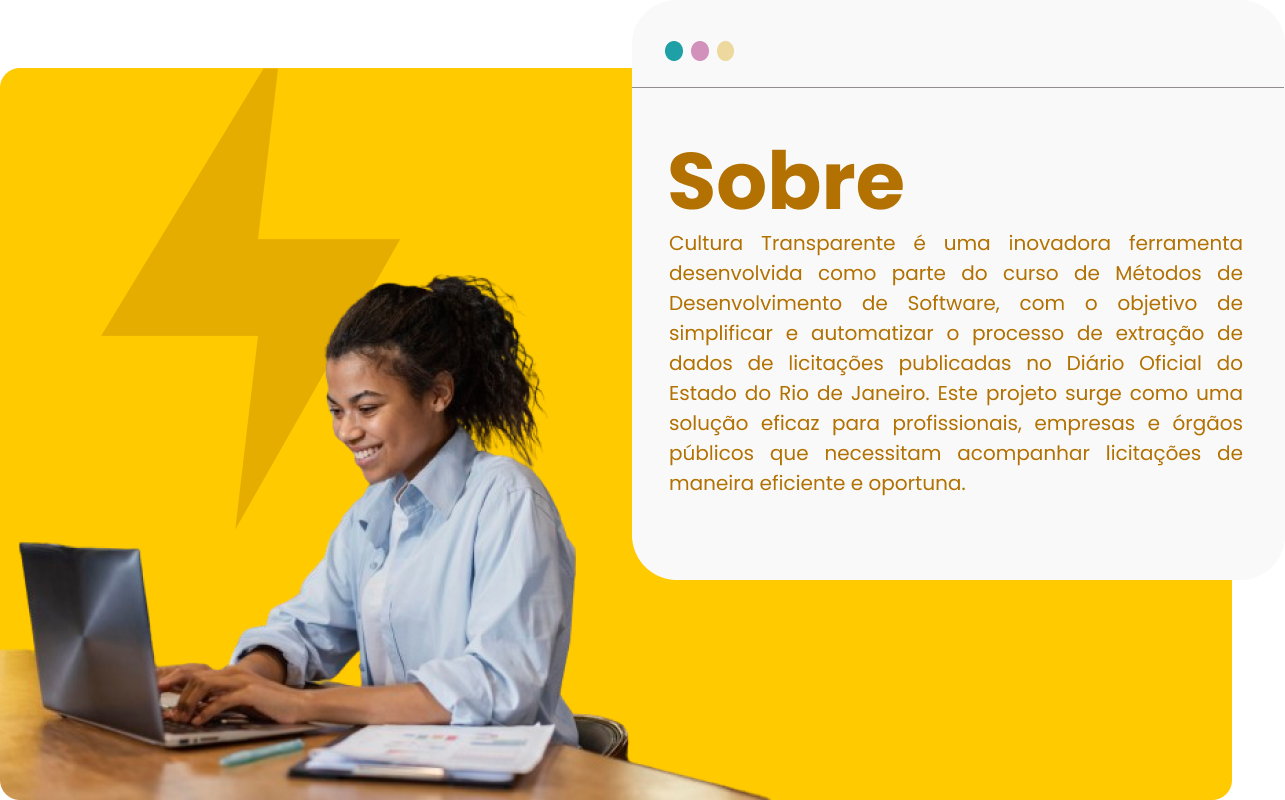 Sobre
Cultura Transparente é uma inovadora ferramenta
desenvolvida como parte do curso de Métodos de
Desenvolvimento de Software, com o objetivo de
simplificar e automatizar o processo de extração de
dados de licitações publicadas no Diário Oficial do
Estado do Rio de Janeiro. Este projeto surge como uma
solução eficaz para profissionais, empresas e órgãos
públicos que necessitam acompanhar licitações de
maneira eficiente e oportuna.